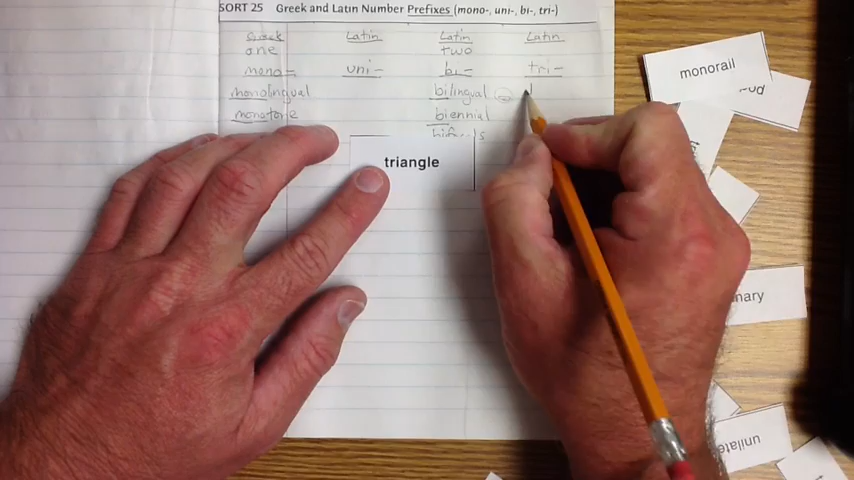 SORT 25 Greek and Latin Number Prefixes (mono-, uni-, bi-, tri-)
Greek Latin Latin Latin
one two
mono- uni- bi- tri-
monolingual bilingual
monotone biennial
triangle
monorail